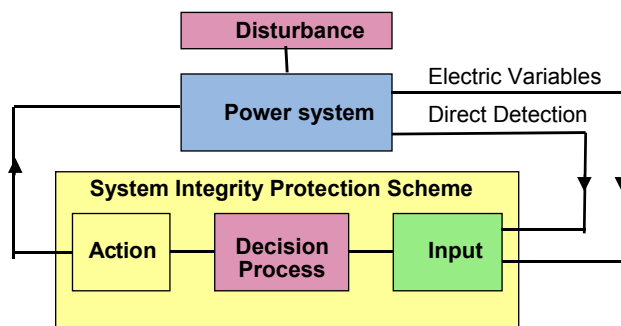 Disturbance
Electric Variables
Power system
Direct Detection
System Integrity Protection Scheme
Action
Decision
Process
Input